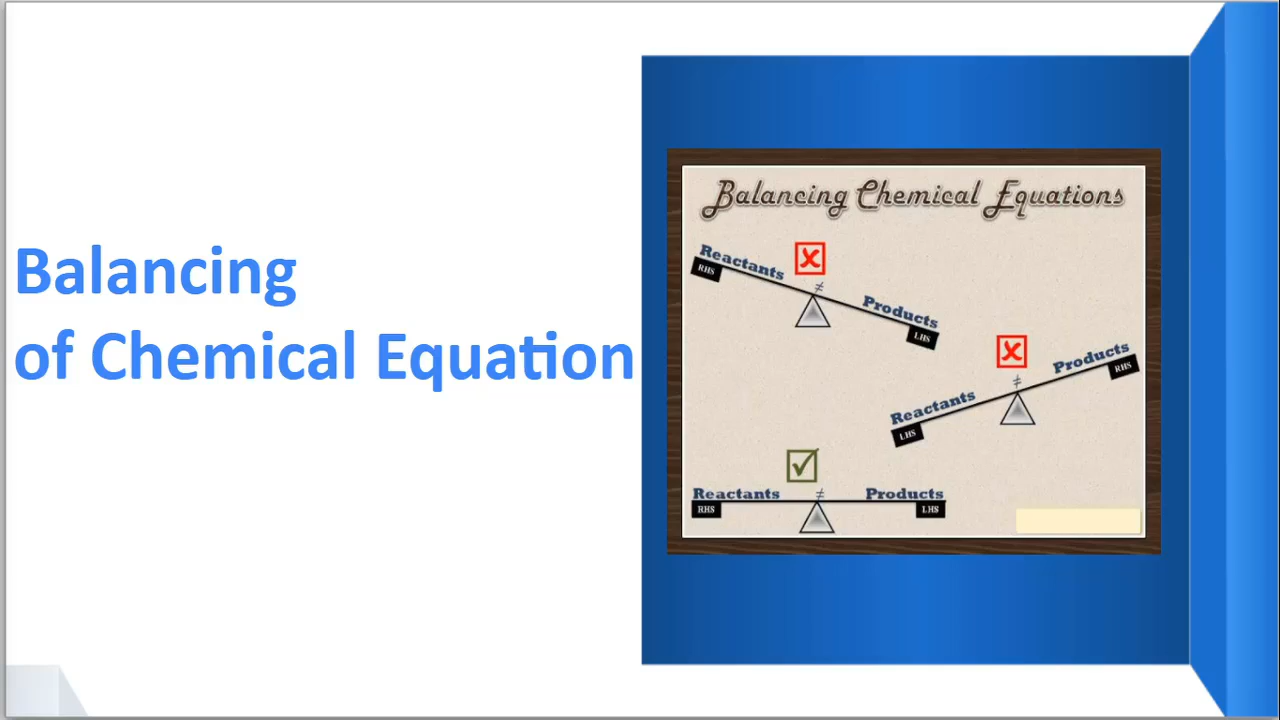 Balancing
of Chemical Equation
Balancing Chemical Equations
Reactants
RHS
≠
Products
LHS
Products
RHS
≠
Reactants
LHS
Reactants
≠
Products
RHS
LHS